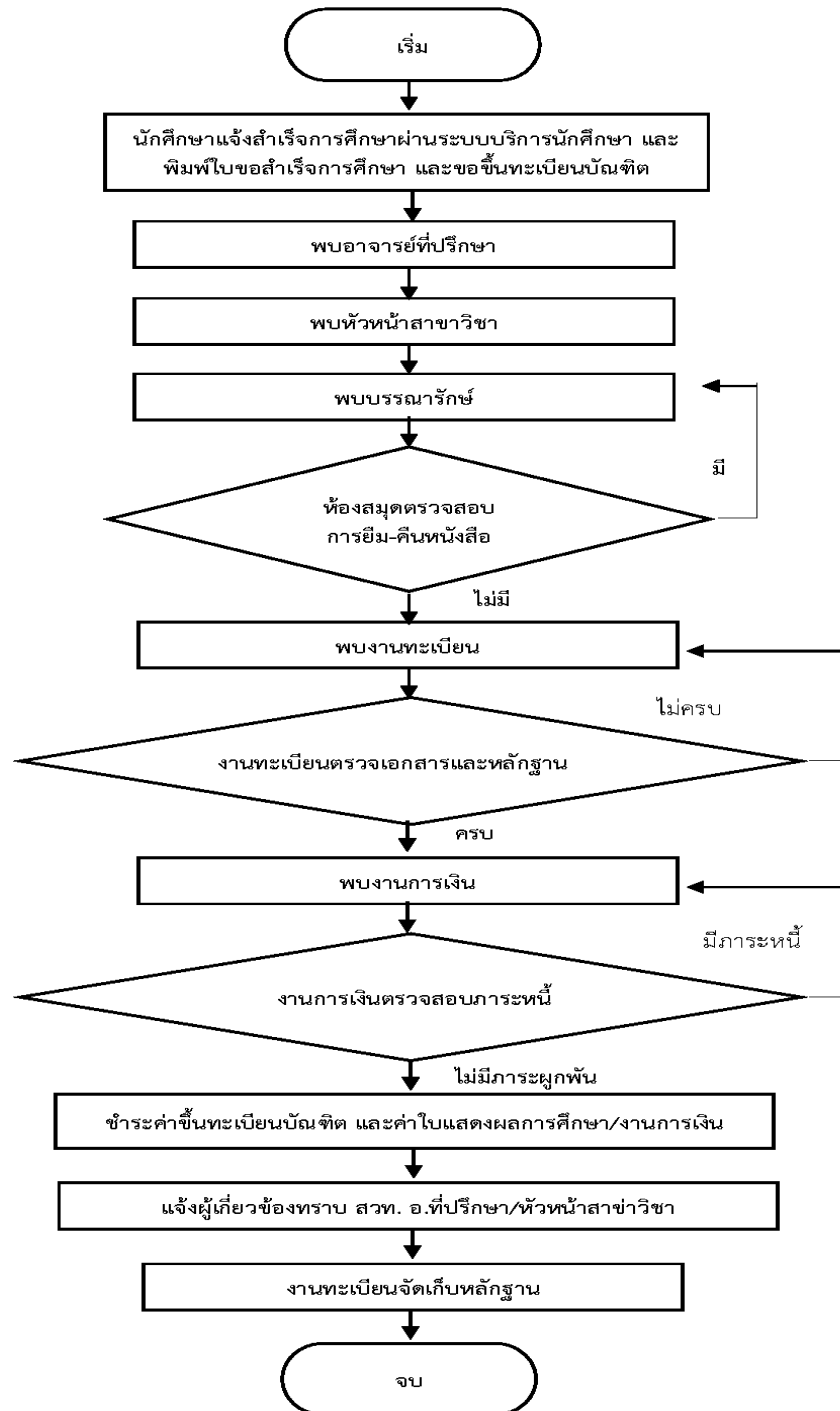 เริ่ม
นักศึกษาแจ้งสำเร็จการศึกษาผ่านระบบบริการนักศึกษา และ
พิมพ์ใบขอสำเร็จการศึกษา และขอขึ้นทะเบียนบัณฑิต
พบอาจารย์ที่ปรึกษา
พบหัวหน้าสาขาวิชา
พบบรรณารักษ์
มี
ห้องสมุดตรวจสอบ
การยืม-คืนหนังสือ
ไม่มี
พบงานทะเบียน
ไม่ครบ
งานทะเบียนตรวจเอกสารและหลักฐาน
ครบ
พบงานการเงิน
มีภาระหนี้
งานการเงินตรวจสอบภาระหนี้
ไม่มีภาระผูกพัน
ชำระค่าขึ้นทะเบียนบัณฑิต และค่าใบแสดงผลการศึกษา/งานการเงิน
แจ้งผู้เกี่ยวข้องทราบ สวท. อ.ที่ปรึกษา/หัวหน้าสาข่าวิชา
งานทะเบียนจัดเก็บหลักฐาน
จบ